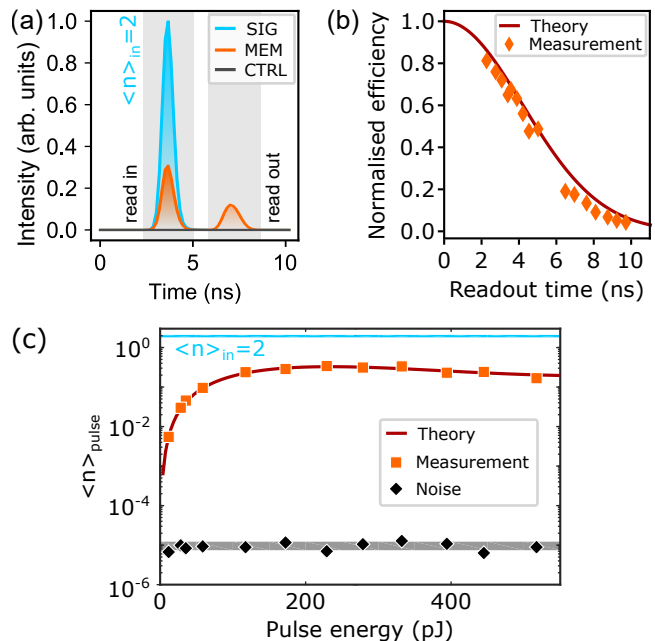 (a)
SIG
MEM
CTRL
<n>in=2
read in
read out
Intensity (arb. units)
1.0
0.8
0.6
0.4
0.2
0.0
0
5
10
Time (ns)
(b)
Theory
Measurement
Normalised efficiency
1.0
0.8
0.6
0.4
0.2
0.0
0 2 4 6 8 10
Readout time (ns)
(c)
<n>in=2
<n>pulse
10^0
10^-2
10^-4
10^-6
Theory
Measurement
Noise
0 200 400
Pulse energy (pJ)